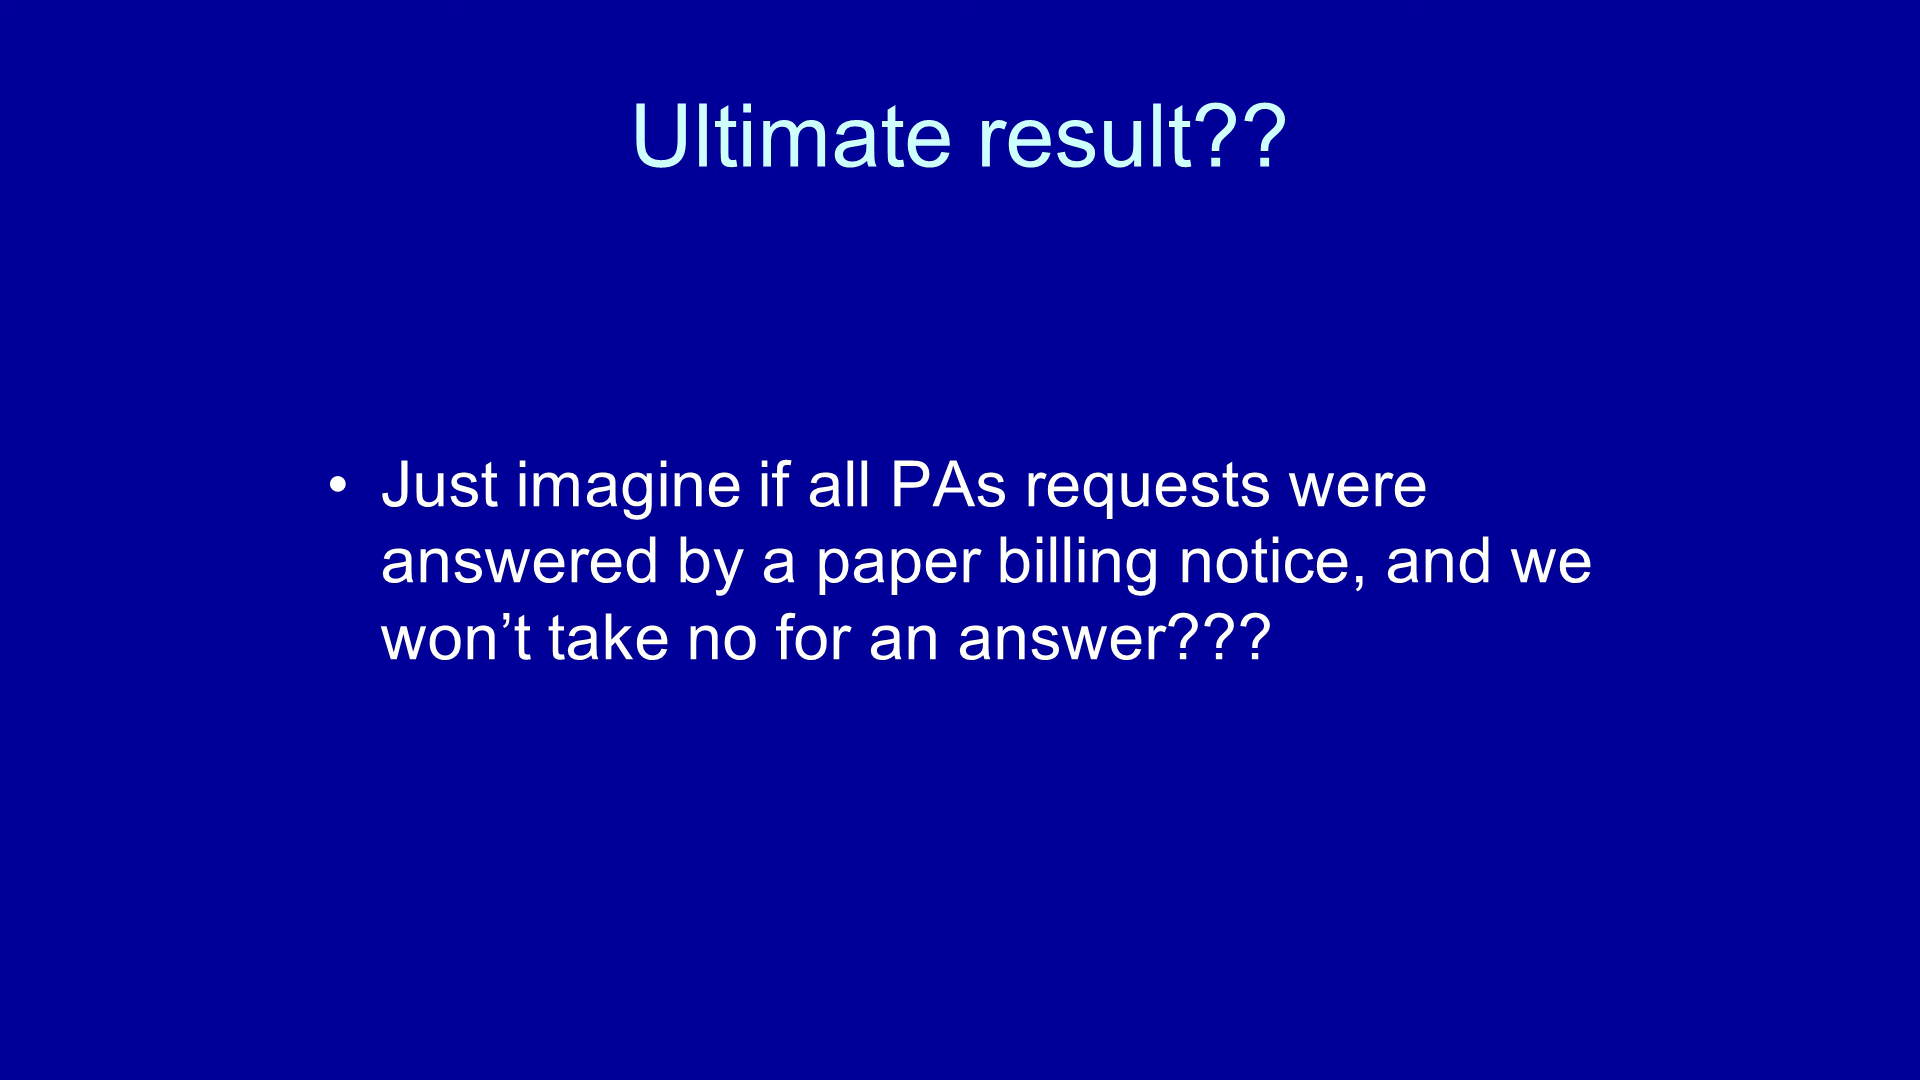 Ultimate result??
• Just imagine if all PAs requests were
answered by a paper billing notice, and we
won’t take no for an answer???